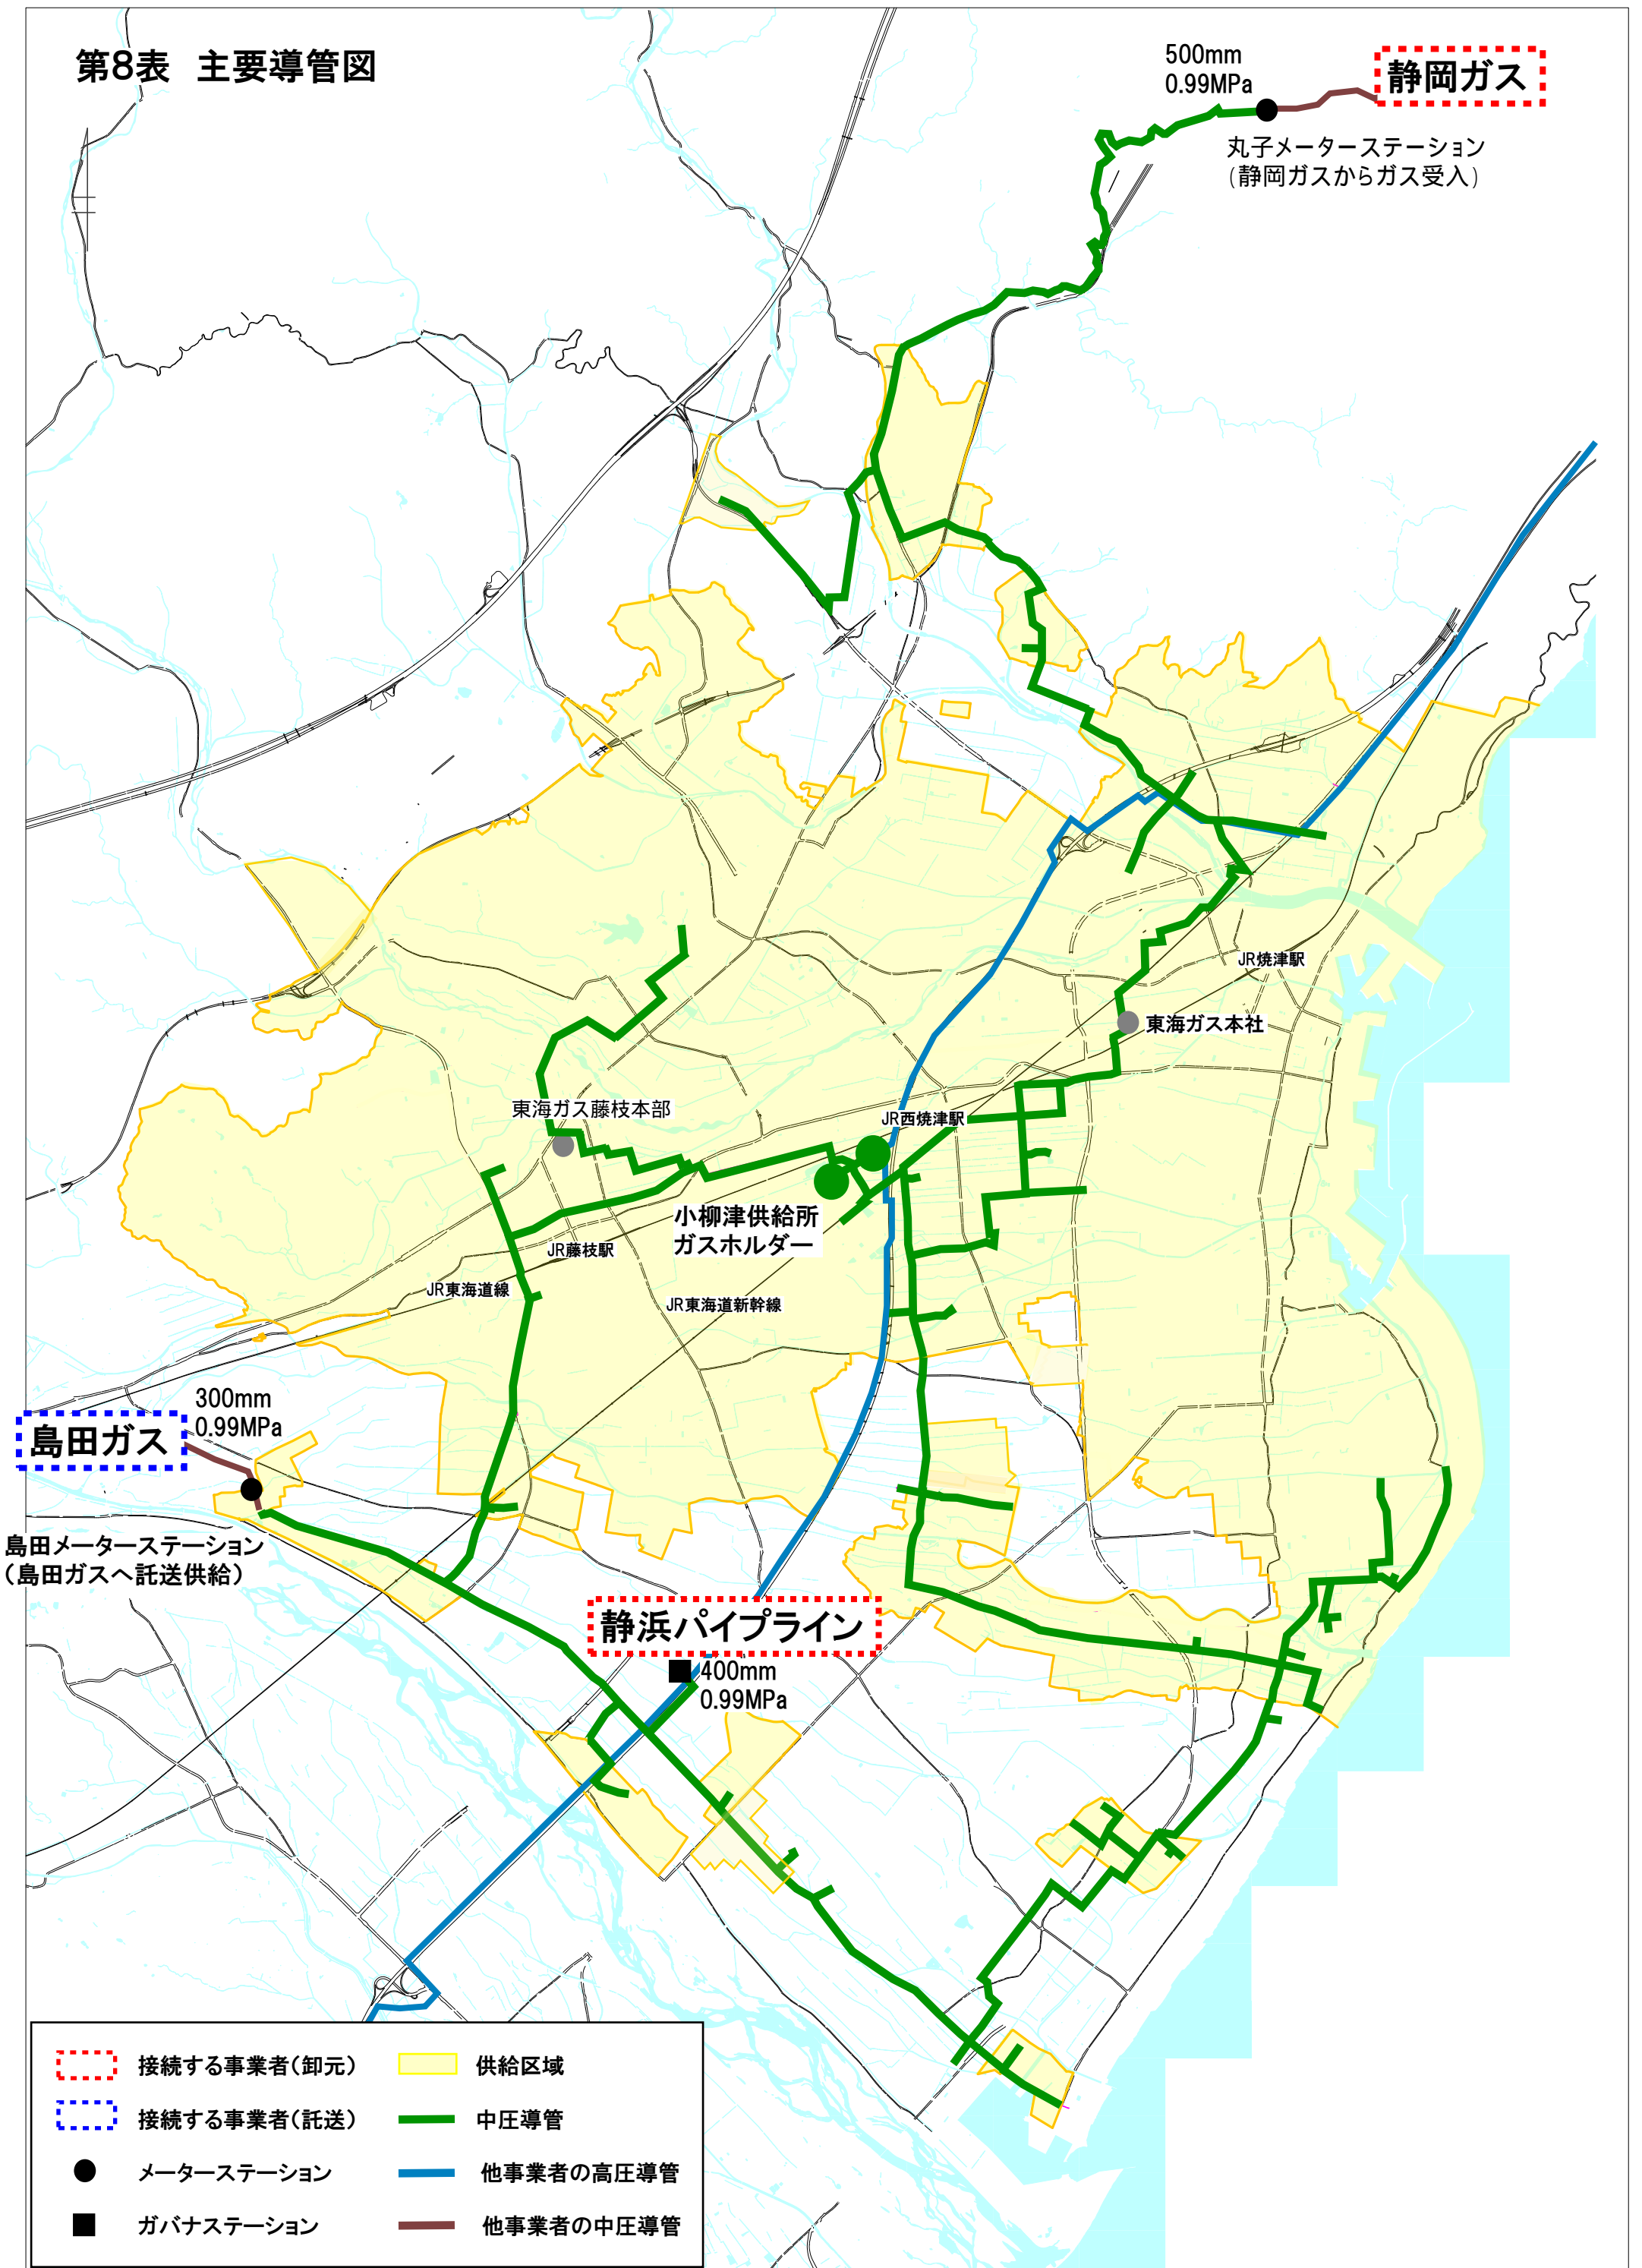 第8表 主要導管図
500mm
0.99MPa
静岡ガス
丸子メーターステーション
(静岡ガスからガス受入)
JR焼津駅
東海ガス本社
東海ガス藤枝本部
JR西焼津駅
小柳津供給所
ガスホルダー
JR藤枝駅
JR東海道線
JR東海道新幹線
300mm
0.99MPa
島田ガス
島田メーターステーション
(島田ガスへ託送供給)
静浜パイプライン
400mm
0.99MPa
接続する事業者(卸元)
供給区域
接続する事業者(託送)
中圧導管
メーターステーション
他事業者の高圧導管
ガバナステーション
他事業者の中圧導管